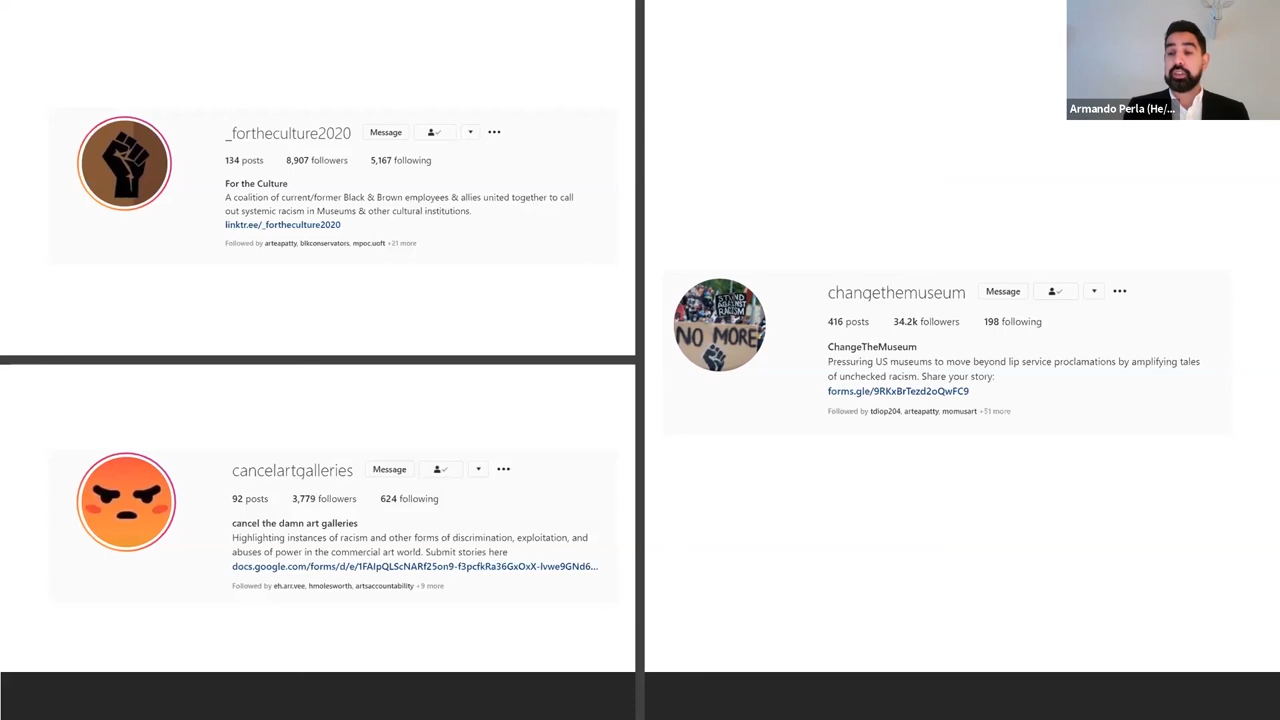 _fortheculture2020 Message
134 posts 8,907 followers 5,167 following
For the Culture
A coalition of current/former Black & Brown employees & allies united together to call
out systemic racism in Museums & other cultural institutions.
linktr.ee/_fortheculture2020
Followed by arteapatty, blkconservators, mpoc.uoft +21 more
cancelartgalleries Message
92 posts 3,779 followers 624 following
cancel the damn art galleries
Highlighting instances of racism and other forms of discrimination, exploitation, and
abuses of power in the commercial art world. Submit stories here
docs.google.com/forms/d/e/1FAIpQLScNARf25on9-f3pcfkRa36GxOxX-lvwe9GNd6...
Followed by eh.arr.vee, hmolesworth, artsaccountability +9 more
Armando Perla (He/...
STAND
AGAINST
RACISM
NO MORE
changethemuseum Message
416 posts 34.2k followers 198 following
ChangeTheMuseum
Pressuring US museums to move beyond lip service proclamations by amplifying tales
of unchecked racism. Share your story:
forms.gle/9RKxBrTezd2oQwFC9
Followed by tdiop204, arteapatty, momusart +51 more